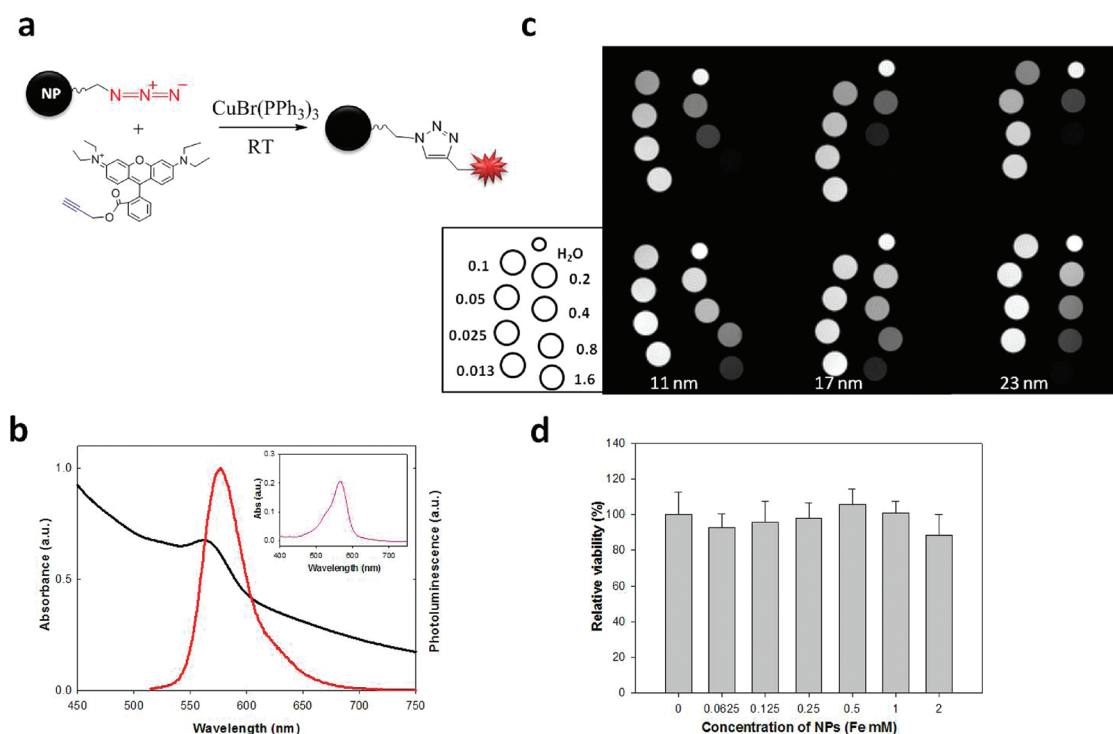 a
NP
N=N=N
+ −
+
CuBr(PPh₃)₃
RT
N
N
N
N⁺
O
N
O
O
N
N
N
c
H₂O
0.1
0.2
0.05
0.4
0.025
0.8
0.013
1.6
11 nm
17 nm
23 nm
b
Absorbance (a.u.)
1.0
0.5
0.0
450 500 550 600 650 700 750
Wavelength (nm)
Photoluminescence (a.u.)
Abs (a.u.)
0.3
0.2
0.1
0.0
400 500 600 700
Wavelength (nm)
d
Relative viability (%)
140
120
100
80
60
40
20
0
0 0.0625 0.125 0.25 0.5 1 2
Concentration of NPs (Fe mM)